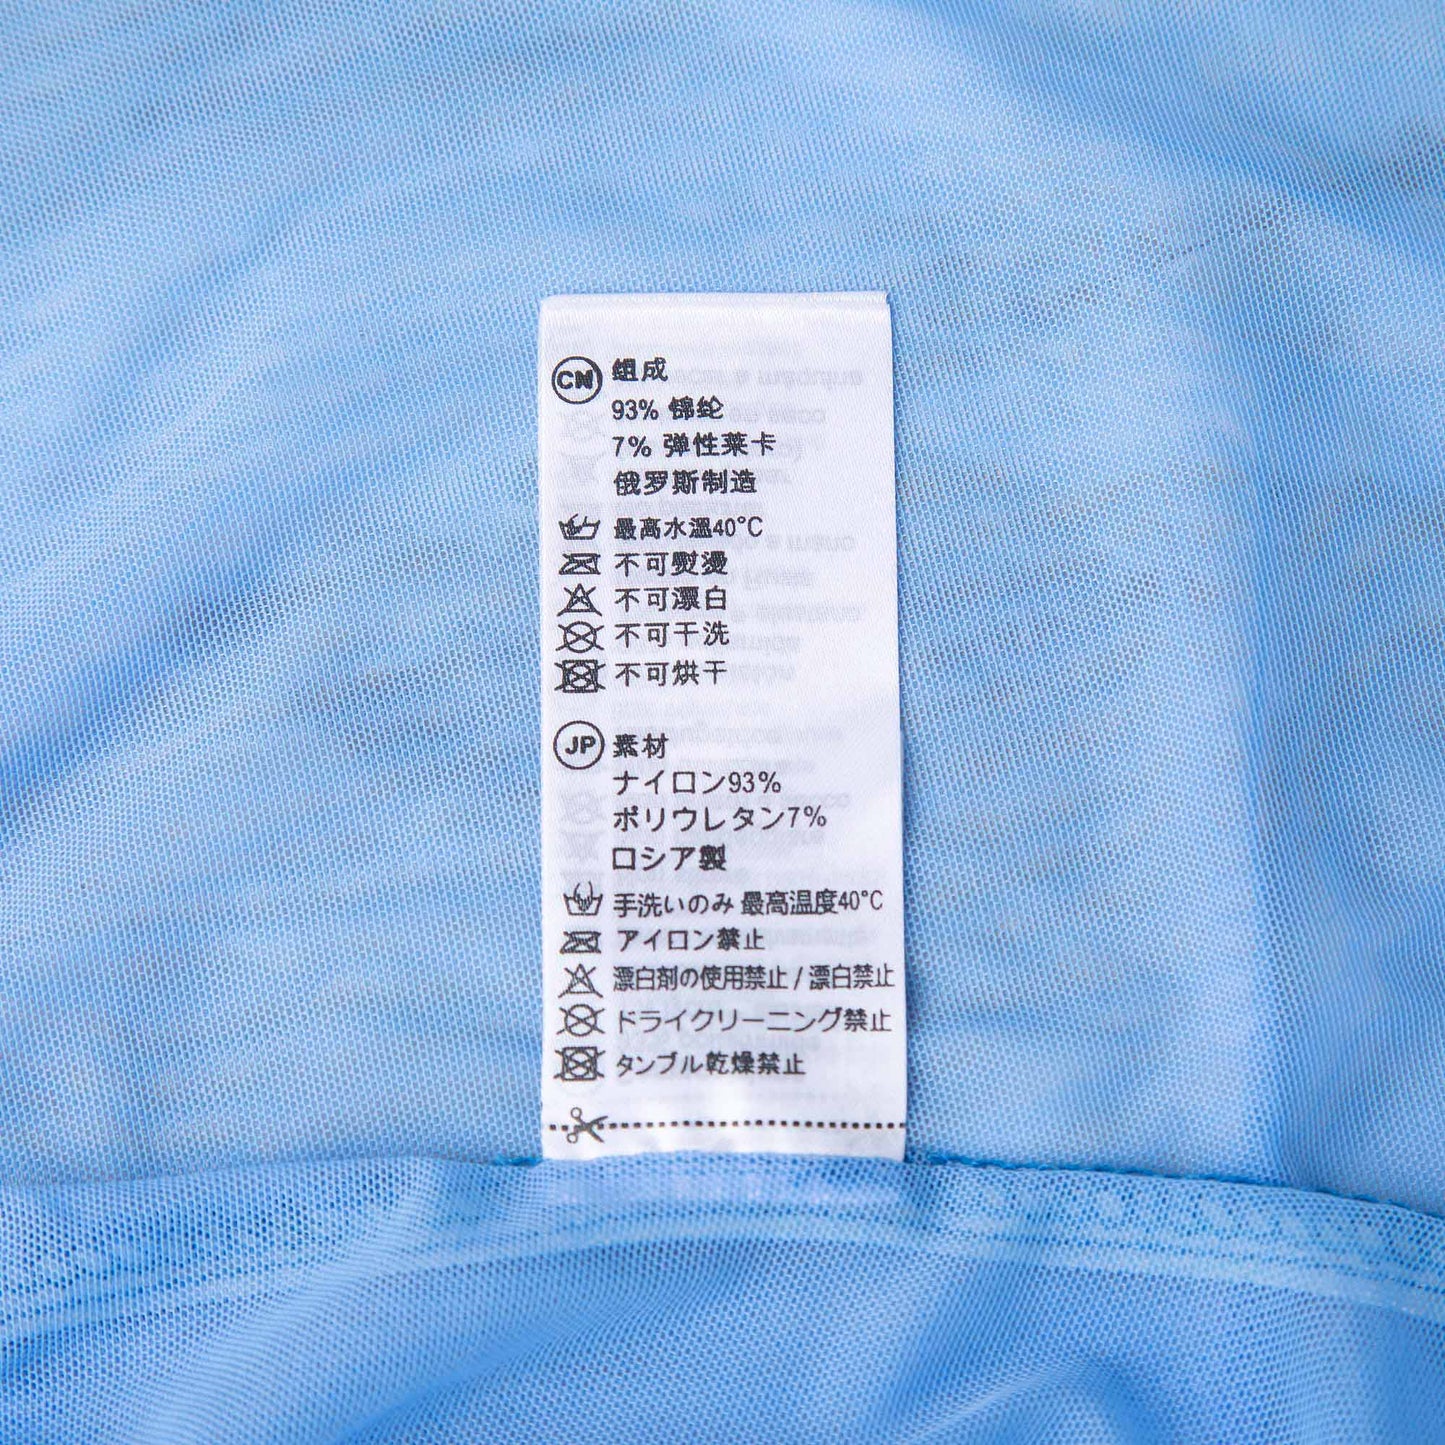 CN 组成
93% 锦纶
7% 弹性莱卡
俄罗斯制造
最高水溫40°C
不可熨燙
不可漂白
不可干洗
不可烘干
JP 素材
ナイロン93%
ポリウレタン7%
ロシア製
手洗いのみ 最高温度40°C
アイロン禁止
漂白剤の使用禁止 / 漂白禁止
ドライクリーニング禁止
タンブル乾燥禁止